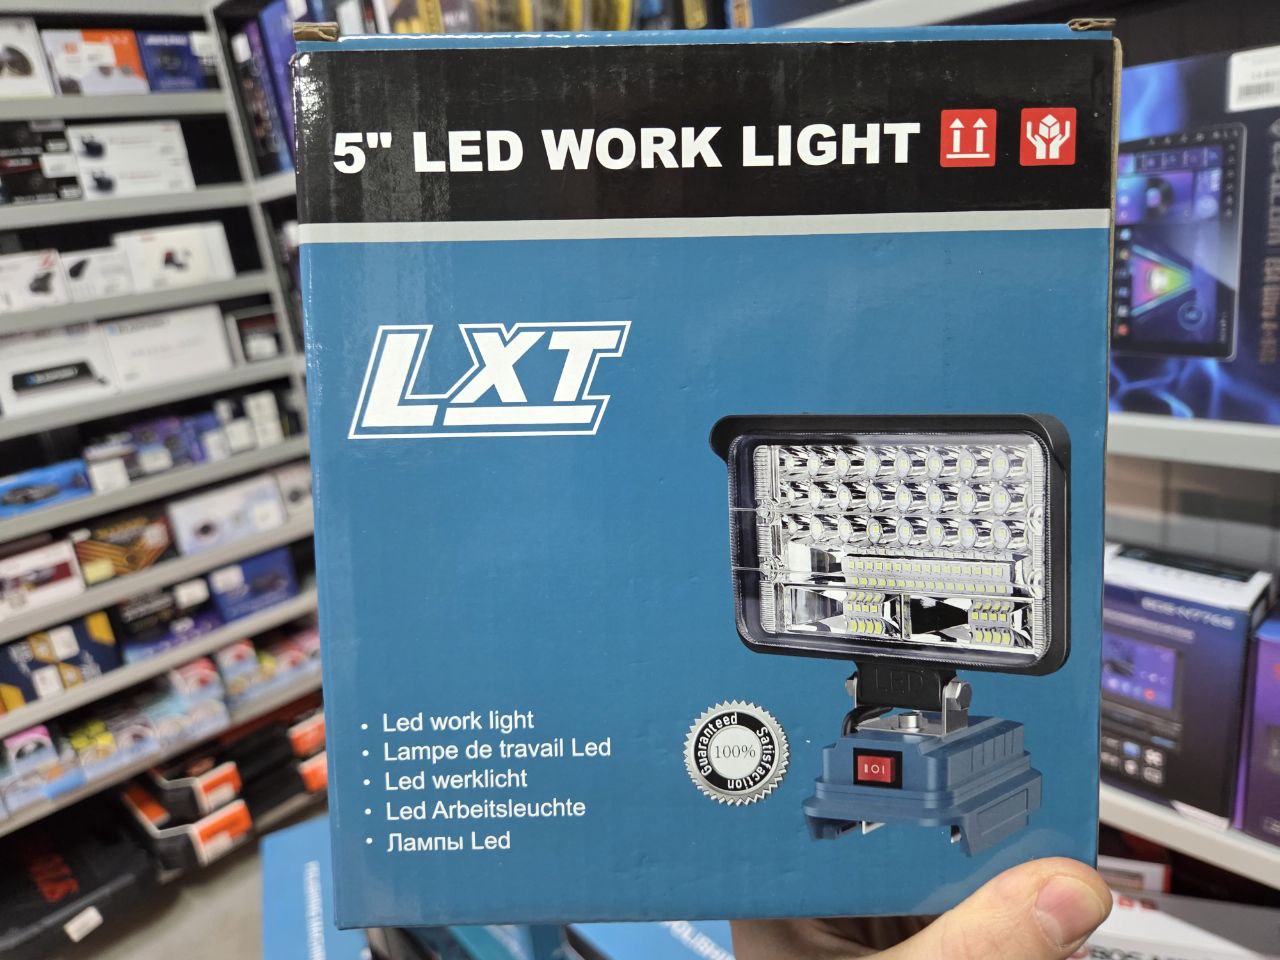 5" LED WORK LIGHT
LXT
LED
Guaranteed
100%
Satisfaction
• Led work light
• Lampe de travail Led
• Led werklicht
• Led Arbeitsleuchte
• Лампы Led